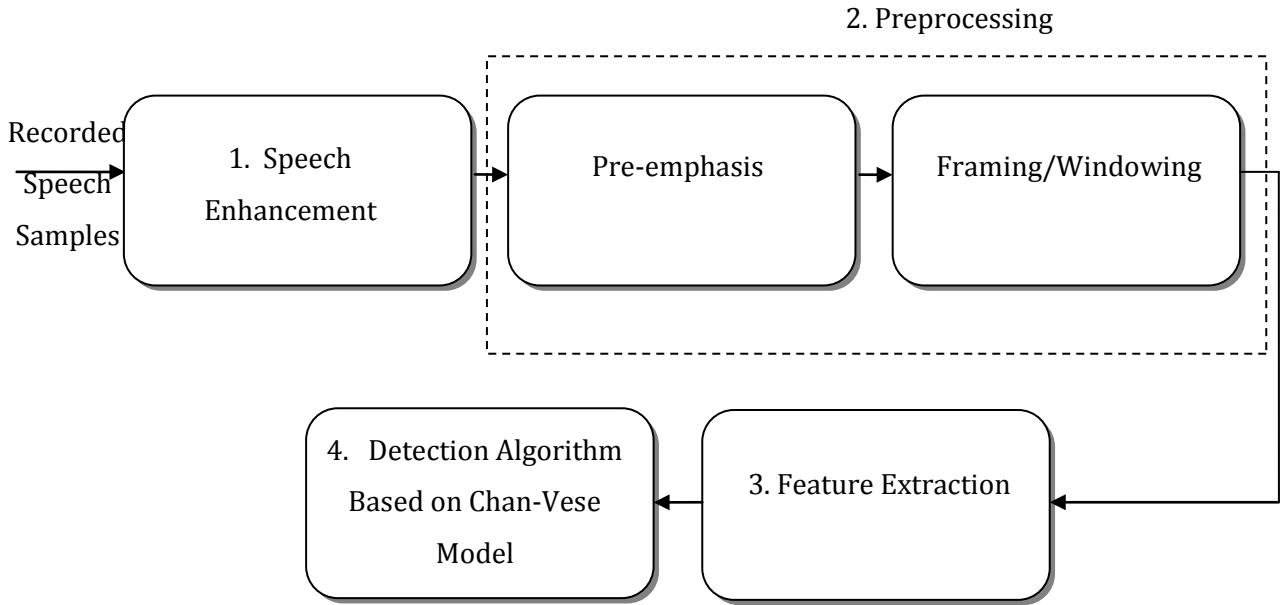 2. Preprocessing
Recorded
Speech
Samples
1. Speech
Enhancement
Pre-emphasis
Framing/Windowing
4. Detection Algorithm
Based on Chan-Vese
Model
3. Feature Extraction